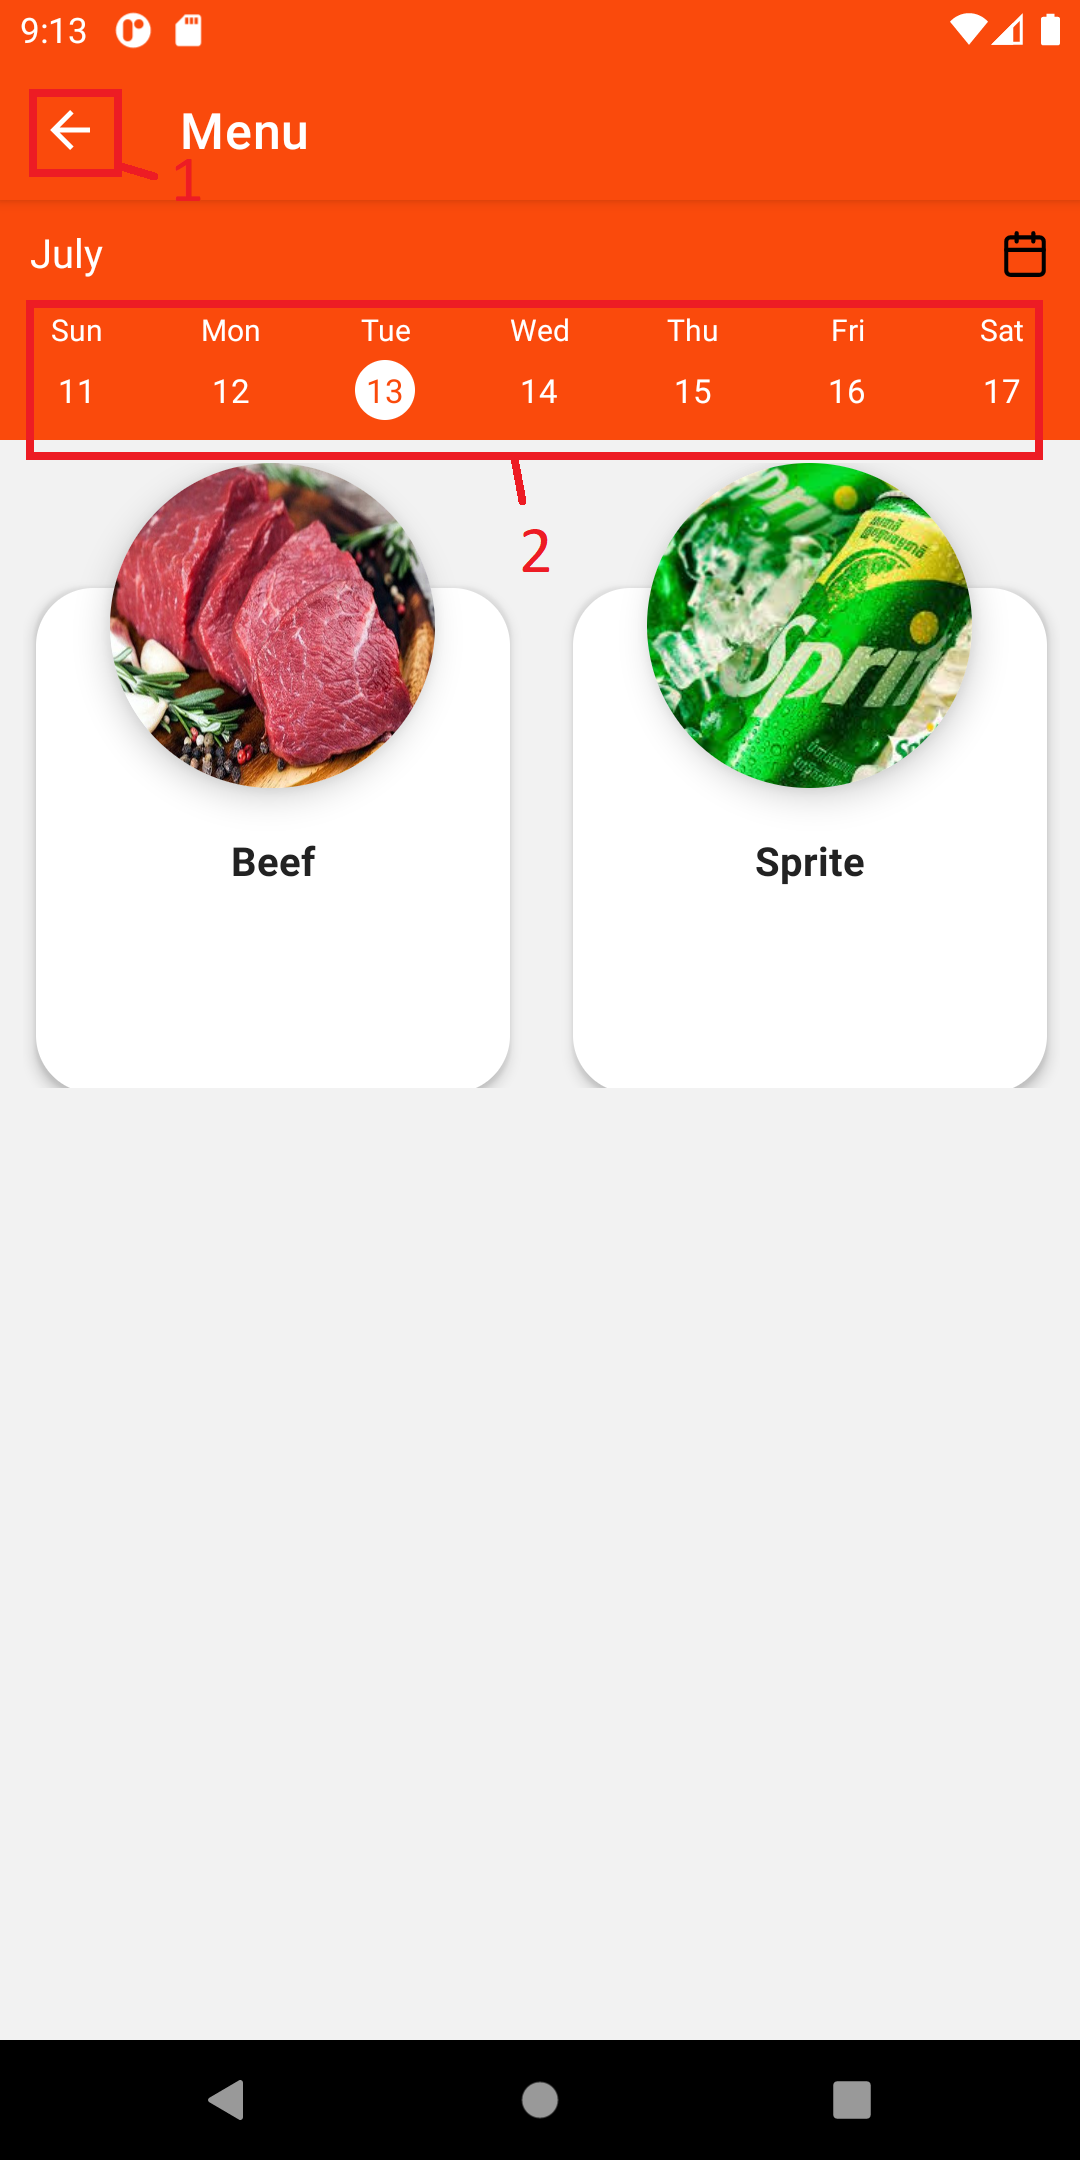 9:13
Menu
1
July
Sun Mon Tue Wed Thu Fri Sat
11 12 13 14 15 16 17
2
Sprit
Beef Sprite